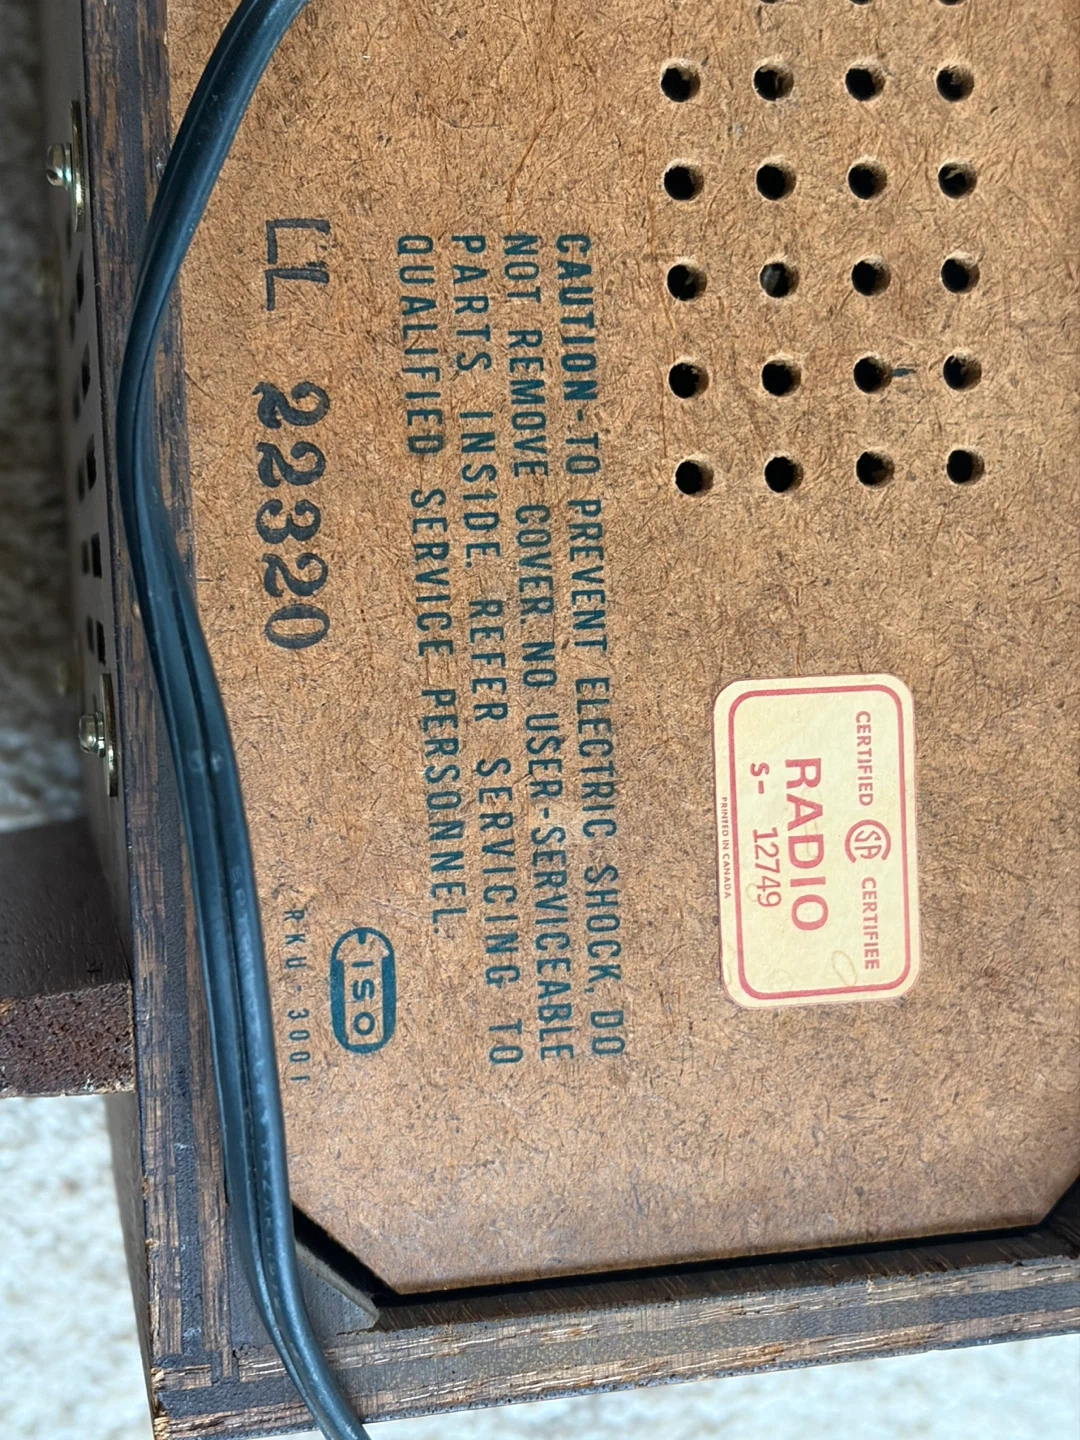 CERTIFIED SA CERTIFIEE
RADIO
S- 12749
PRINTED IN CANADA
CAUTION-TO PREVENT ELECTRIC SHOCK, DO
NOT REMOVE COVER. NO USER-SERVICEABLE
PARTS INSIDE. REFER SERVICING TO
QUALIFIED SERVICE PERSONNEL.
ISO
LL 22320
RKU-3001